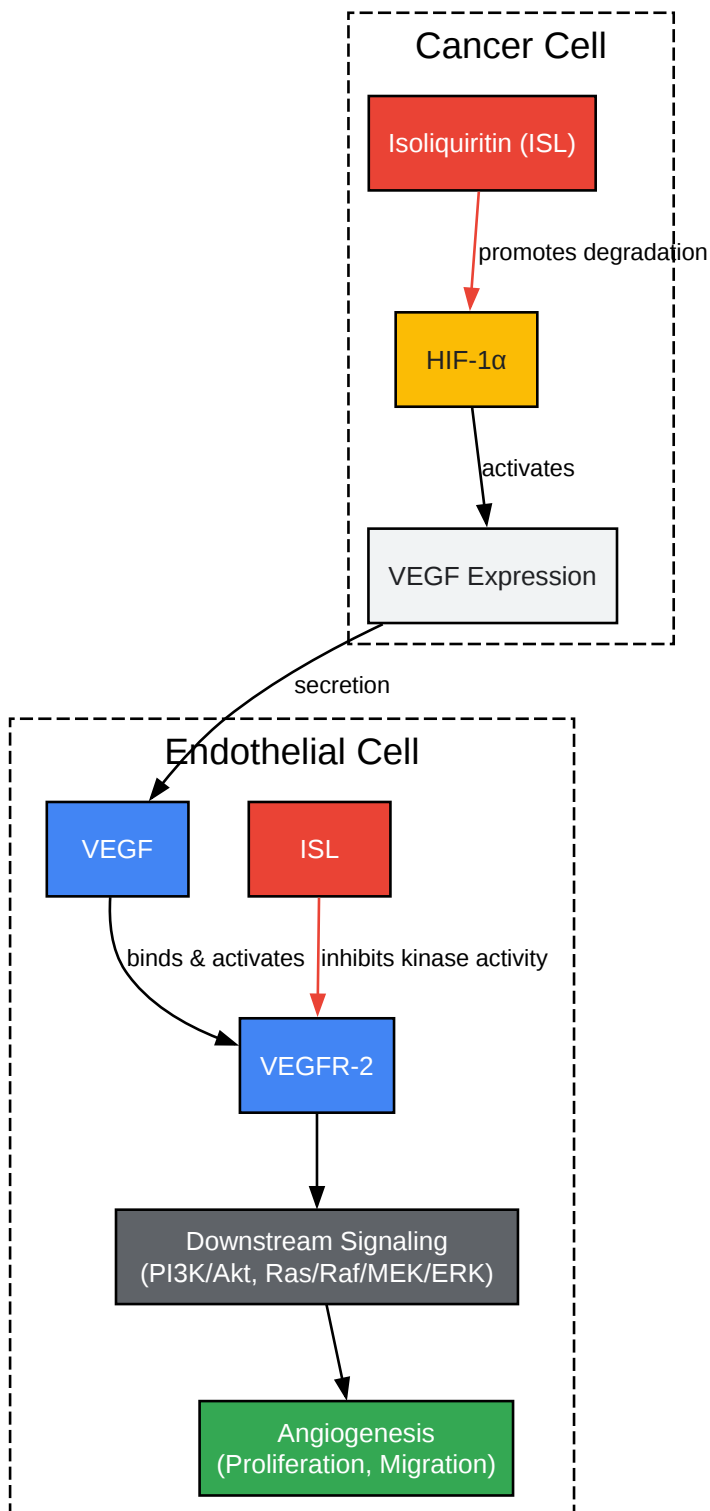 Cancer Cell
Isoliquiritin (ISL)
promotes degradation
HIF-1α
activates
VEGF Expression
secretion
Endothelial Cell
VEGF
ISL
binds & activates
inhibits kinase activity
VEGFR-2
Downstream Signaling
(PI3K/Akt, Ras/Raf/MEK/ERK)
Angiogenesis
(Proliferation, Migration)